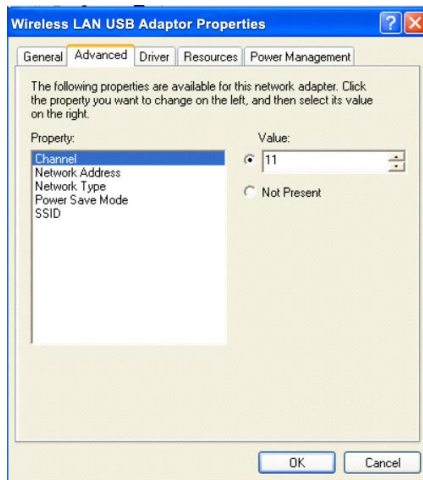 Wireless LAN USB Adaptor Properties
General Advanced Driver Resources Power Management
The following properties are available for this network adapter. Click
the property you want to change on the left, and then select its value
on the right.
Property:
Value:
Channel
Network Address
Network Type
Power Save Mode
SSID
11
Not Present
OK Cancel